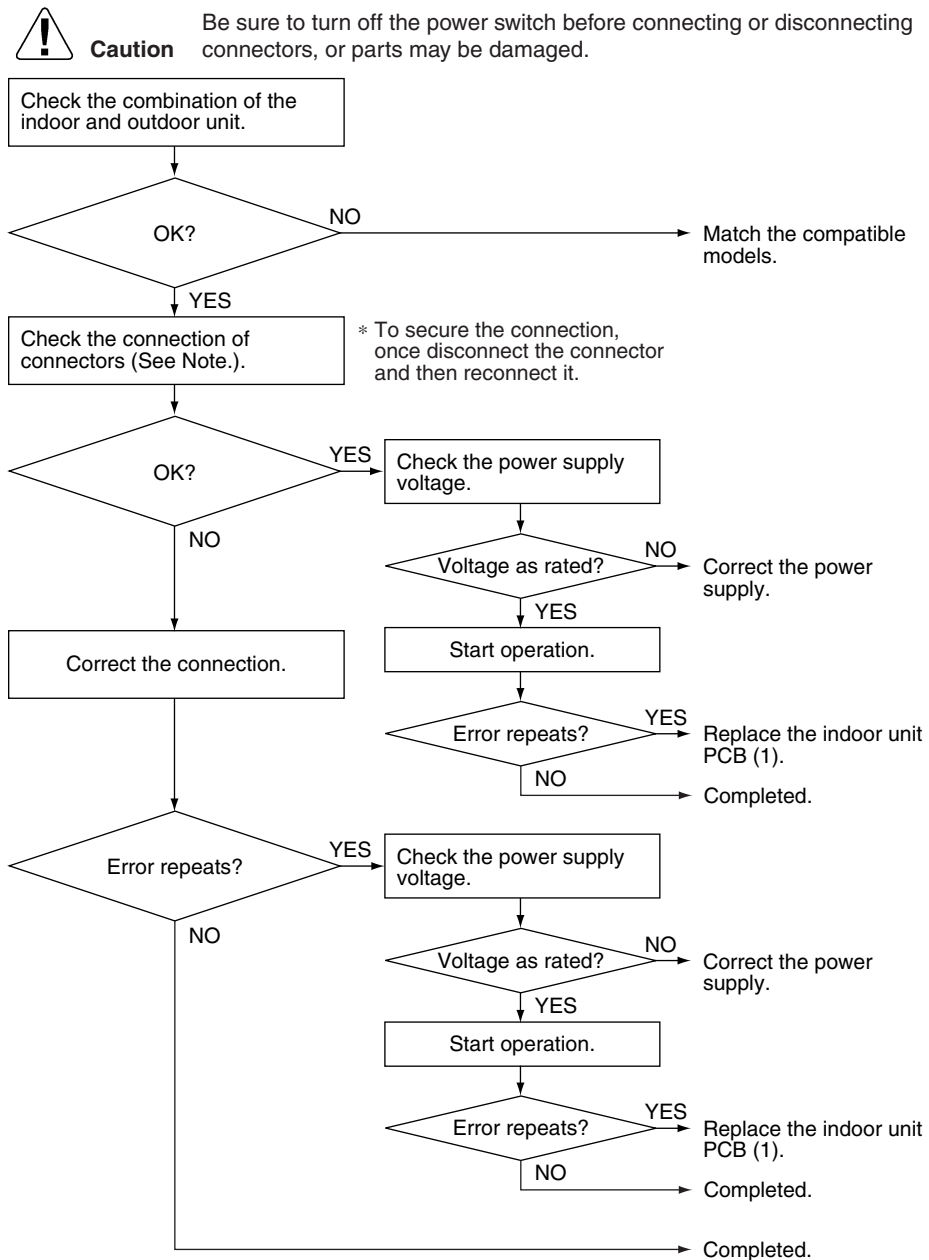 Caution
Be sure to turn off the power switch before connecting or disconnecting
connectors, or parts may be damaged.
Check the combination of the
indoor and outdoor unit.
OK?
NO
Match the compatible
models.
YES
Check the connection of
connectors (See Note.).
* To secure the connection,
once disconnect the connector
and then reconnect it.
OK?
YES
Check the power supply
voltage.
NO
Voltage as rated?
NO
Correct the power
supply.
YES
Start operation.
Correct the connection.
Error repeats?
YES
Replace the indoor unit
PCB (1).
NO
Completed.
Error repeats?
YES
Check the power supply
voltage.
NO
Voltage as rated?
NO
Correct the power
supply.
YES
Start operation.
Error repeats?
YES
Replace the indoor unit
PCB (1).
NO
Completed.
Completed.